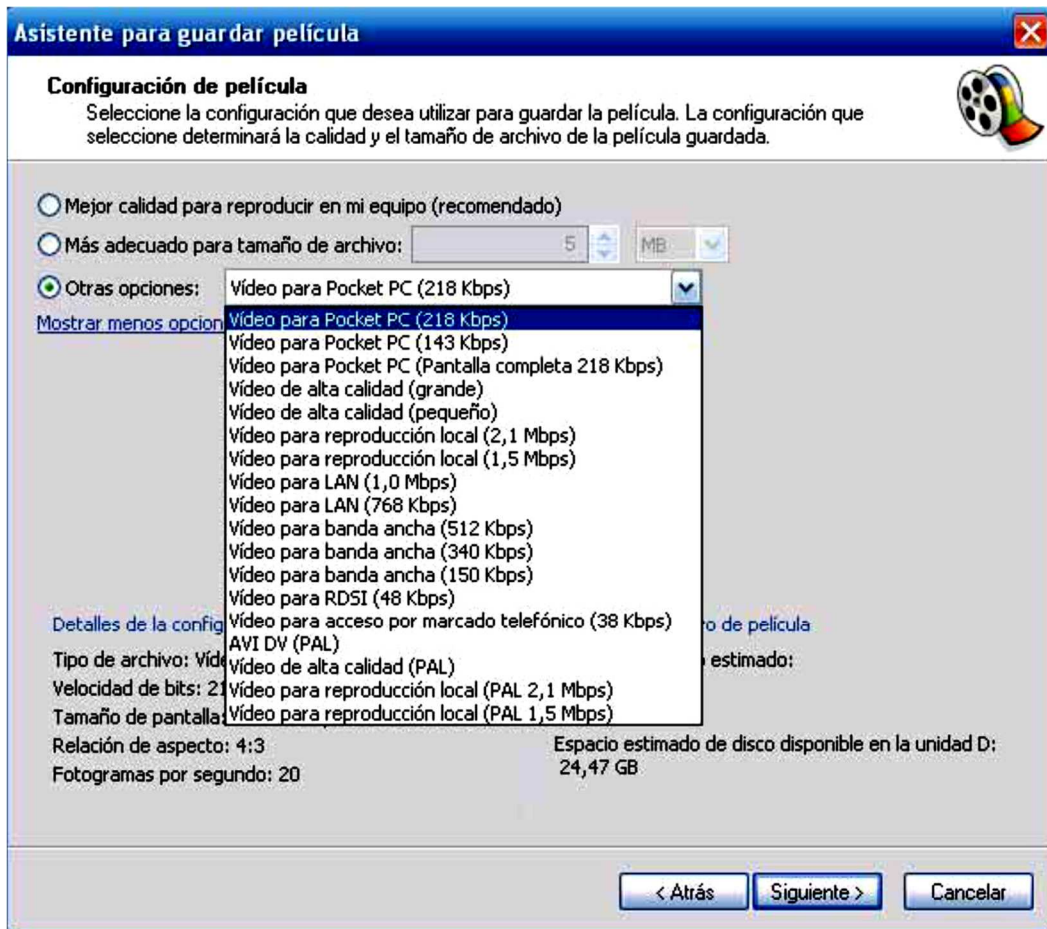 Asistente para guardar película
Configuración de película
Seleccione la configuración que desea utilizar para guardar la película. La configuración que
seleccione determinará la calidad y el tamaño de archivo de la película guardada.
Mejor calidad para reproducir en mi equipo (recomendado)
Más adecuado para tamaño de archivo: 5 MB
Otras opciones: Vídeo para Pocket PC (218 Kbps)
Mostrar menos opcion
Vídeo para Pocket PC (218 Kbps)
Vídeo para Pocket PC (143 Kbps)
Vídeo para Pocket PC (Pantalla completa 218 Kbps)
Vídeo de alta calidad (grande)
Vídeo de alta calidad (pequeño)
Vídeo para reproducción local (2,1 Mbps)
Vídeo para reproducción local (1,5 Mbps)
Vídeo para LAN (1,0 Mbps)
Vídeo para LAN (768 Kbps)
Vídeo para banda ancha (512 Kbps)
Vídeo para banda ancha (340 Kbps)
Vídeo para banda ancha (150 Kbps)
Vídeo para RDSI (48 Kbps)
Vídeo para acceso por marcado telefónico (38 Kbps)
AVI DV (PAL)
Vídeo de alta calidad (PAL)
Vídeo para reproducción local (PAL 2,1 Mbps)
Vídeo para reproducción local (PAL 1,5 Mbps)
Detalles de la config
Tipo de archivo: Víde
Velocidad de bits: 21
Tamaño de pantalla:
Relación de aspecto: 4:3
Fotogramas por segundo: 20
o de película
estimado:
Espacio estimado de disco disponible en la unidad D:
24,47 GB
< Atrás Siguiente > Cancelar